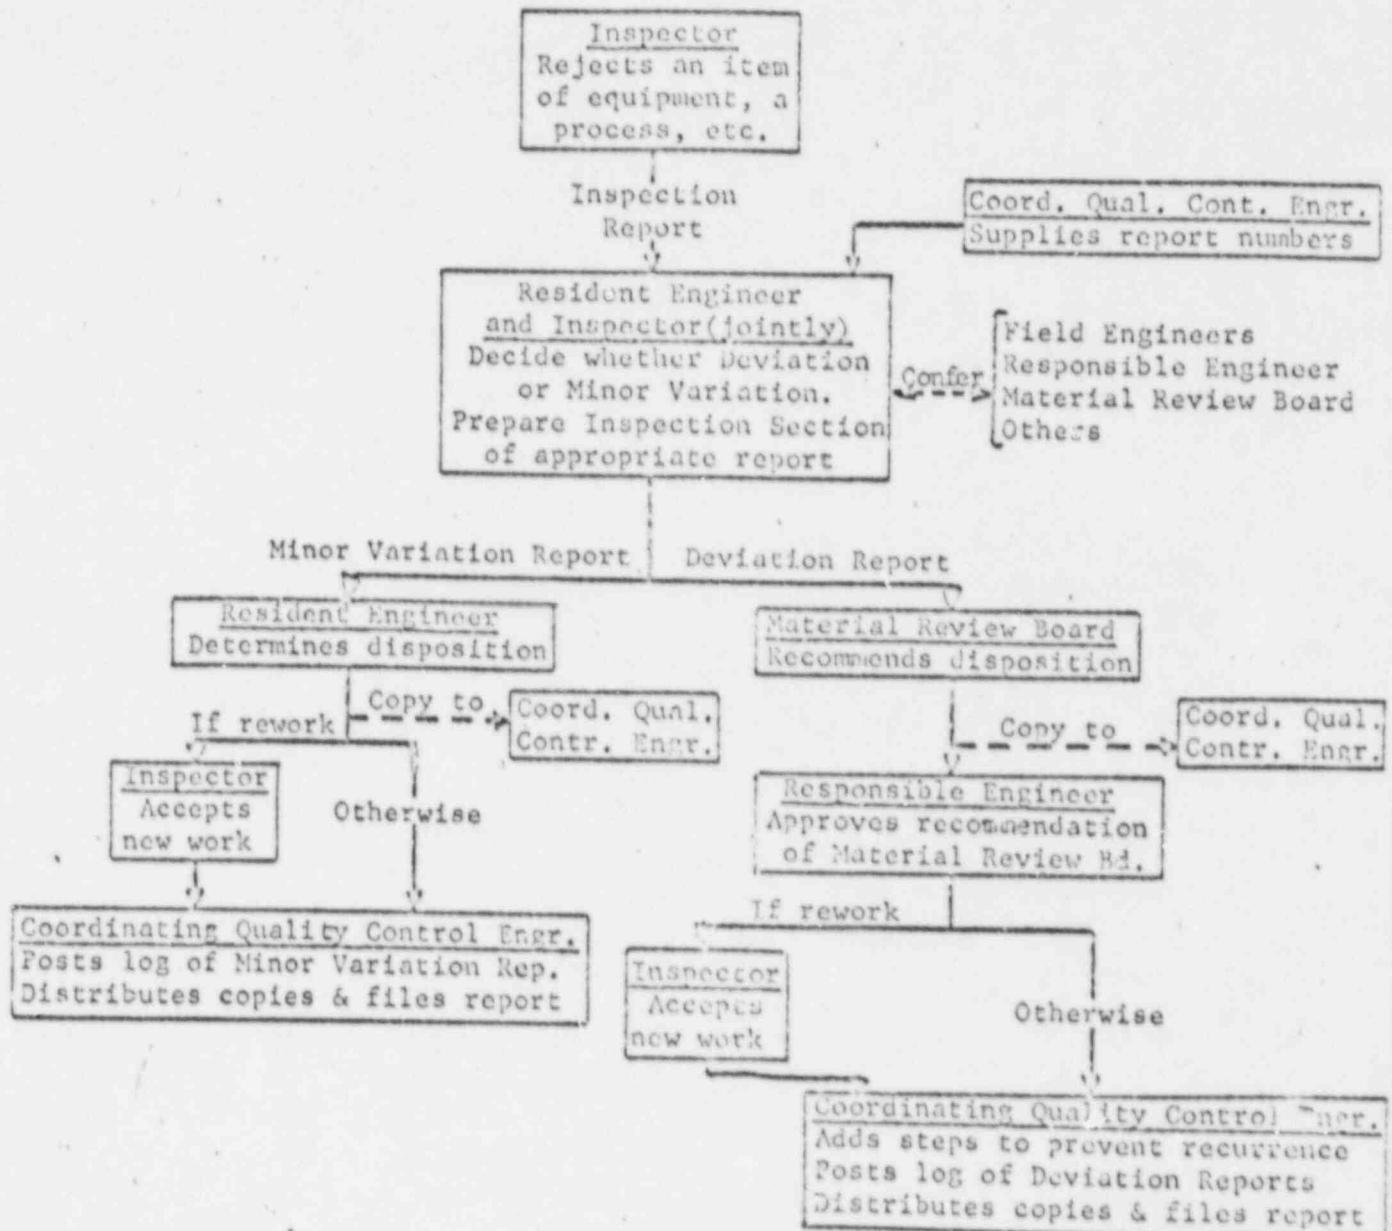 Inspector
Rejects an item
of equipment, a
process, etc.
Inspection
Report
Coord. Qual. Cont. Engr.
Supplies report numbers
Resident Engineer
and Inspector(jointly)
Decide whether Deviation
or Minor Variation.
Prepare Inspection Section
of appropriate report
Confer
Field Engineers
Responsible Engineer
Material Review Board
Others
Minor Variation Report
Deviation Report
Resident Engineer
Determines disposition
Copy to
Coord. Qual.
Contr. Engr.
If rework
Inspector
Accepts
new work
Otherwise
Coordinating Quality Control Engr.
Posts log of Minor Variation Rep.
Distributes copies & files report
Material Review Board
Recommends disposition
Copy to
Coord. Qual.
Contr. Engr.
Responsible Engineer
Approves recommendation
of Material Review Bd.
If rework
Inspector
Accepts
new work
Otherwise
Coordinating Quality Control Engr.
Adds steps to prevent recurrence
Posts log of Deviation Reports
Distributes copies & files report